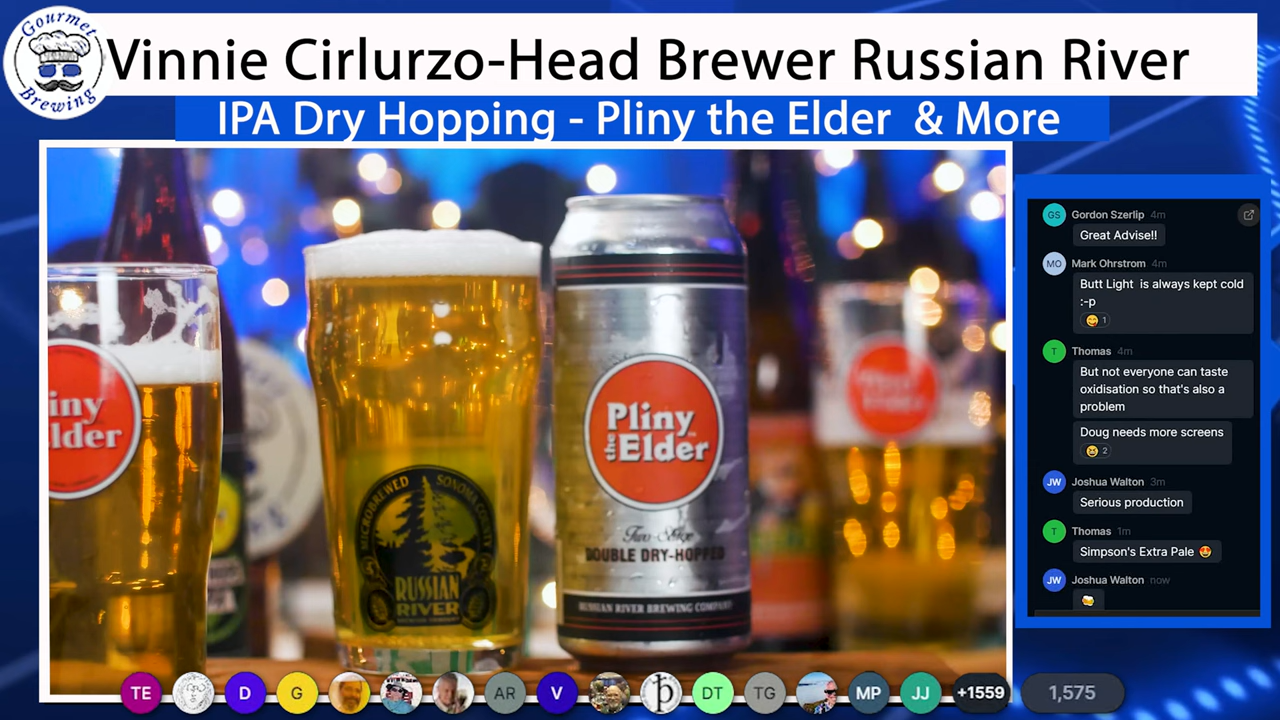 Gourmet
Brewing
Vinnie Cirlurzo-Head Brewer Russian River
IPA Dry Hopping - Pliny the Elder & More
iny
lder
MICROBREWED SONOMA COUNTY
RUSSIAN
RIVER
Pliny
the Elder
DOUBLE DRY-HOPPED
RUSSIAN RIVER BREWING COMPANY
GS Gordon Szerlip 4m
Great Advise!!
MO Mark Ohrstrom 4m
Butt Light is always kept cold
:-p
😄 1
T Thomas 4m
But not everyone can taste
oxidisation so that's also a
problem
Doug needs more screens
😆 2
JW Joshua Walton 3m
Serious production
T Thomas 1m
Simpson's Extra Pale 😍
JW Joshua Walton now
🍻
TE D G AR V p DT TG MP JJ +1559 1,575